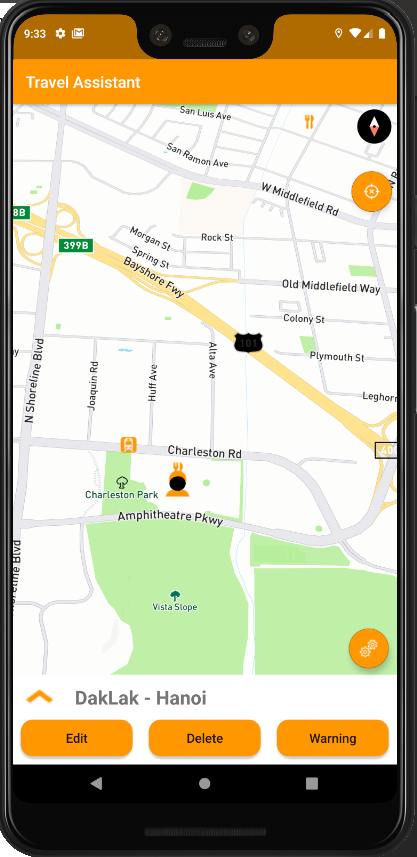 9:33
Travel Assistant
San Luis Ave
San Ramon Ave
W Middlefield Rd
8B
399B
Morgan St
Rock St
Spring St
Bayshore Fwy
Old Middlefield Way
Colony St
101
Plymouth St
N Shoreline Blvd
Joaquin Rd
Huff Ave
Alta Ave
Leghorn
40
Charleston Rd
Charleston Park
Amphitheatre Pkwy
oreline Blvd
Vista Slope
DakLak - Hanoi
Edit
Delete
Warning